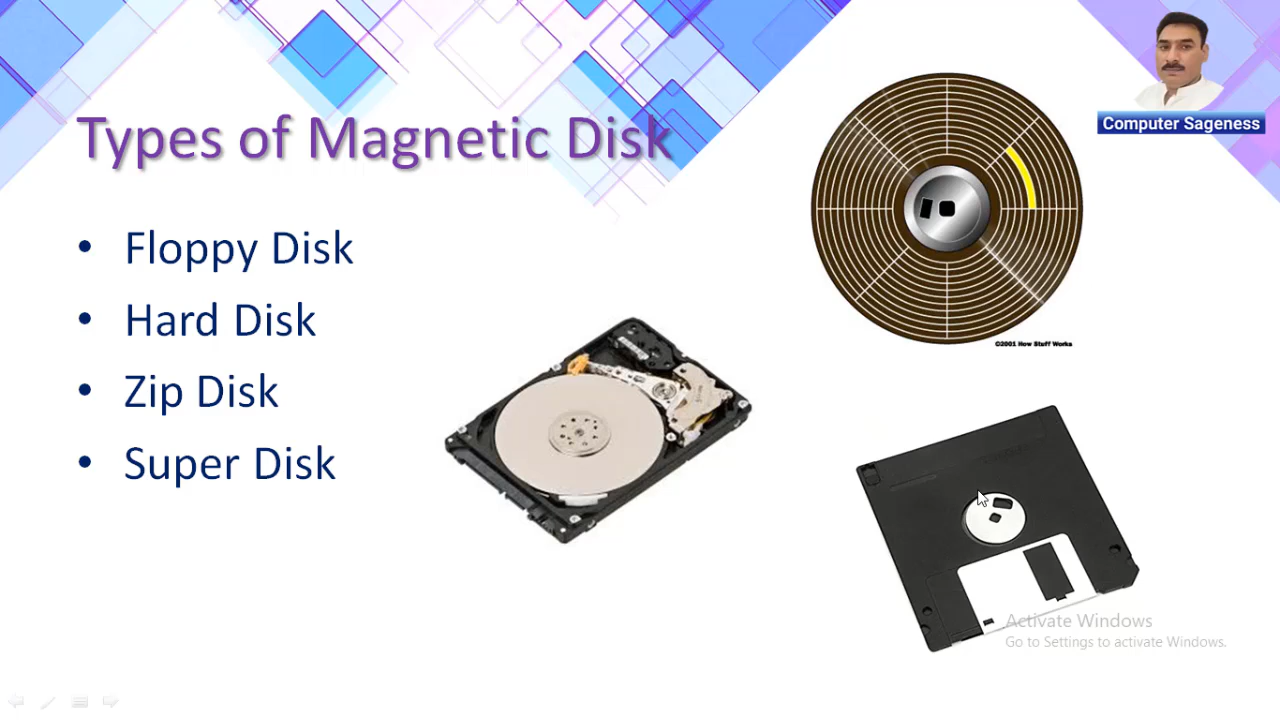 Types of Magnetic Disk
Computer Sageness
• Floppy Disk
• Hard Disk
• Zip Disk
• Super Disk
©2001 How Stuff Works
Activate Windows
Go to Settings to activate Windows.